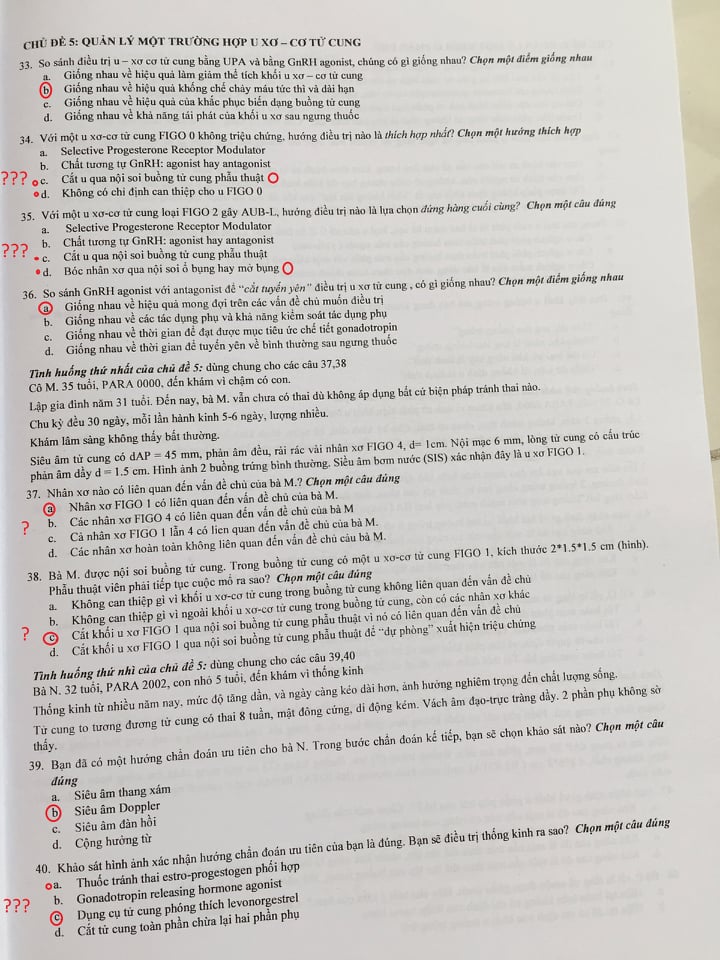 CHỦ ĐỀ 5: QUẢN LÝ MỘT TRƯỜNG HỢP U XƠ – CƠ TỬ CUNG
33. So sánh điều trị u – xơ cơ tử cung bằng UPA và bằng GnRH agonist, chúng có gì giống nhau? Chọn một điểm giống nhau
a. Giống nhau về hiệu quả làm giảm thể tích khối u xơ – cơ tử cung
b. Giống nhau về hiệu quả khống chế chảy máu tức thì và dài hạn
c. Giống nhau về hiệu quả của khắc phục biến dạng buồng tử cung
d. Giống nhau về khả năng tái phát của khối u xơ sau ngưng thuốc
34. Với một u xơ-cơ tử cung FIGO 0 không triệu chứng, hướng điều trị nào là thích hợp nhất? Chọn một hướng thích hợp
a. Selective Progesterone Receptor Modulator
b. Chất tương tự GnRH: agonist hay antagonist
??? c. Cắt u qua nội soi buồng tử cung phẫu thuật
d. Không có chỉ định can thiệp cho u FIGO 0
35. Với một u xơ-cơ tử cung loại FIGO 2 gây AUB-L, hướng điều trị nào là lựa chọn đứng hàng cuối cùng? Chọn một câu đúng
a. Selective Progesterone Receptor Modulator
b. Chất tương tự GnRH: agonist hay antagonist
??? c. Cắt u qua nội soi buồng tử cung phẫu thuật
d. Bóc nhân xơ qua nội soi ổ bụng hay mở bụng
36. So sánh GnRH agonist với antagonist để “cắt tuyến yên” điều trị u xơ tử cung , có gì giống nhau? Chọn một điểm giống nhau
a. Giống nhau về hiệu quả mong đợi trên các vấn đề chủ muốn điều trị
b. Giống nhau về các tác dụng phụ và khả năng kiểm soát tác dụng phụ
c. Giống nhau về thời gian để đạt được mục tiêu ức chế tiết gonadotropin
d. Giống nhau về thời gian để tuyến yên về bình thường sau ngưng thuốc
Tình huống thứ nhất của chủ đề 5: dùng chung cho các câu 37,38
Cô M. 35 tuổi, PARA 0000, đến khám vì chậm có con.
Lập gia đình năm 31 tuổi. Đến nay, bà M. vẫn chưa có thai dù không áp dụng bất cứ biện pháp tránh thai nào.
Chu kỳ đều 30 ngày, mỗi lần hành kinh 5-6 ngày, lượng nhiều.
Khám lâm sàng không thấy bất thường.
Siêu âm tử cung có dAP = 45 mm, phản âm đều, rải rác vài nhân xơ FIGO 4, d= 1cm. Nội mạc 6 mm, lòng tử cung có cấu trúc
phản âm dầy d = 1.5 cm. Hình ảnh 2 buồng trứng bình thường. Siêu âm bơm nước (SIS) xác nhận đây là u xơ FIGO 1.
37. Nhân xơ nào có liên quan đến vấn đề chủ của bà M.? Chọn một câu đúng
a. Nhân xơ FIGO 1 có liên quan đến vấn đề chủ của bà M.
? b. Các nhân xơ FIGO 4 có liên quan đến vấn đề chủ của bà M
c. Cả nhân xơ FIGO 1 lẫn 4 có lien quan đến vấn đề chủ của bà M.
d. Các nhân xơ hoàn toàn không liên quan đến vấn đề chủ của bà M.
38. Bà M. được nội soi buồng tử cung. Trong buồng tử cung có một u xơ-cơ tử cung FIGO 1, kích thước 2*1.5*1.5 cm (hình).
Phẫu thuật viên phải tiếp tục cuộc mổ ra sao? Chọn một câu đúng
a. Không can thiệp gì vì khối u xơ-cơ tử cung trong buồng tử cung không liên quan đến vấn đề chủ
b. Không can thiệp gì vì ngoài khối u xơ-cơ tử cung trong buồng tử cung, còn có các nhân xơ khác
? c. Cắt khối u xơ FIGO 1 qua nội soi buồng tử cung phẫu thuật vì nó có liên quan đến vấn đề chủ
d. Cắt khối u xơ FIGO 1 qua nội soi buồng tử cung phẫu thuật để “dự phòng” xuất hiện triệu chứng
Tình huống thứ nhì của chủ đề 5: dùng chung cho các câu 39,40
Bà N. 32 tuổi, PARA 2002, con nhỏ 5 tuổi, đến khám vì thống kinh
Thống kinh từ nhiều năm nay, mức độ tăng dần, và ngày càng kéo dài hơn, ảnh hưởng nghiêm trọng đến chất lượng sống.
Tử cung to tương đương tử cung có thai 8 tuần, mật đông cứng, di động kém. Vách âm đạo-trực tràng dầy. 2 phần phụ không sờ
thấy.
39. Bạn đã có một hướng chẩn đoán ưu tiên cho bà N. Trong bước chẩn đoán kế tiếp, bạn sẽ chọn khảo sát nào? Chọn một câu
đúng
a. Siêu âm thang xám
b. Siêu âm Doppler
c. Siêu âm đàn hồi
d. Cộng hưởng từ
40. Khảo sát hình ảnh xác nhận hướng chẩn đoán ưu tiên của bạn là đúng. Bạn sẽ điều trị thống kinh ra sao? Chọn một câu đúng
a. Thuốc tránh thai estro-progestogen phối hợp
b. Gonadotropin releasing hormone agonist
??? c. Dụng cụ tử cung phóng thích levonorgestrel
d. Cắt tử cung toàn phần chừa lại hai phần phụ